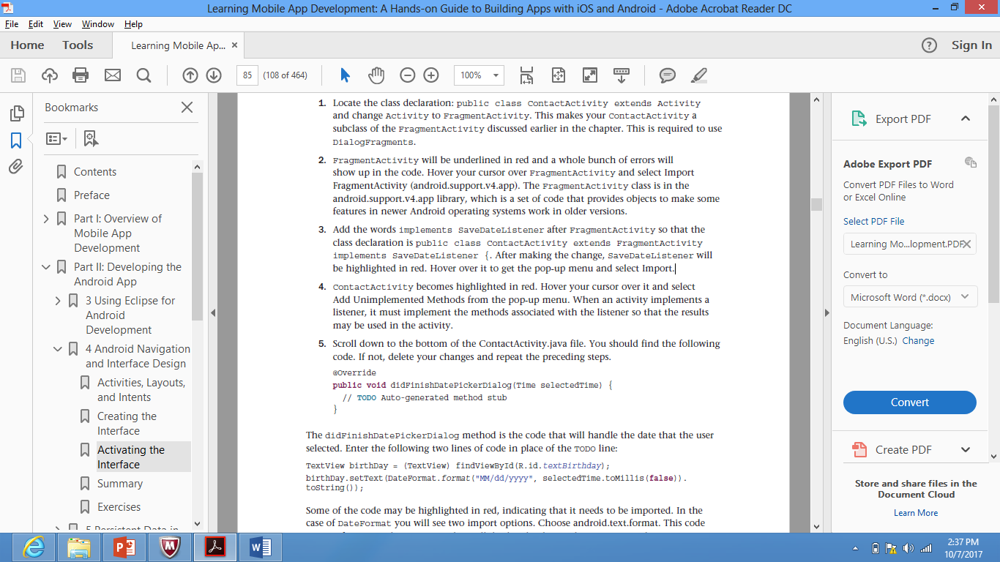 Learning Mobile App Development: A Hands-on Guide to Building Apps with iOS and Android - Adobe Acrobat Reader DC
File Edit View Window Help
Home Tools Learning Mobile Ap... × Sign In
85 (108 of 464) 100%
Bookmarks
Contents
Preface
Part I: Overview of
Mobile App
Development
Part II: Developing the
Android App
3 Using Eclipse for
Android
Development
4 Android Navigation
and Interface Design
Activities, Layouts,
and Intents
Creating the
Interface
Activating the
Interface
Summary
Exercises
5 Persistent Data in
1. Locate the class declaration: public class ContactActivity extends Activity
and change Activity to FragmentActivity. This makes your ContactActivity a
subclass of the FragmentActivity discussed earlier in the chapter. This is required to use
DialogFragments.
2. FragmentActivity will be underlined in red and a whole bunch of errors will
show up in the code. Hover your cursor over FragmentActivity and select Import
FragmentActivity (android.support.v4.app). The FragmentActivity class is in the
android.support.v4.app library, which is a set of code that provides objects to make some
features in newer Android operating systems work in older versions.
3. Add the words implements SaveDateListener after FragmentActivity so that the
class declaration is public class ContactActivity extends FragmentActivity
implements SaveDateListener {. After making the change, SaveDateListener will
be highlighted in red. Hover over it to get the pop-up menu and select Import.
4. ContactActivity becomes highlighted in red. Hover your cursor over it and select
Add Unimplemented Methods from the pop-up menu. When an activity implements a
listener, it must implement the methods associated with the listener so that the results
may be used in the activity.
5. Scroll down to the bottom of the ContactActivity.java file. You should find the following
code. If not, delete your changes and repeat the preceding steps.
@Override
public void didFinishDatePickerDialog(Time selectedTime) {
// TODO Auto-generated method stub
}
The didFinishDatePickerDialog method is the code that will handle the date that the user
selected. Enter the following two lines of code in place of the TODO line:
TextView birthDay = (TextView) findViewById(R.id.textBirthday);
birthDay.setText(DateFormat.format("MM/dd/yyyy", selectedTime.toMillis(false)).
toString());
Some of the code may be highlighted in red, indicating that it needs to be imported. In the
case of DateFormat you will see two import options. Choose android.text.format. This code
Export PDF
Adobe Export PDF
Convert PDF Files to Word
or Excel Online
Select PDF File
Learning Mo...lopment.PDF
Convert to
Microsoft Word (*.docx)
Document Language:
English (U.S.) Change
Convert
Create PDF
Store and share files in the
Document Cloud
Learn More
2:37 PM
10/7/2017